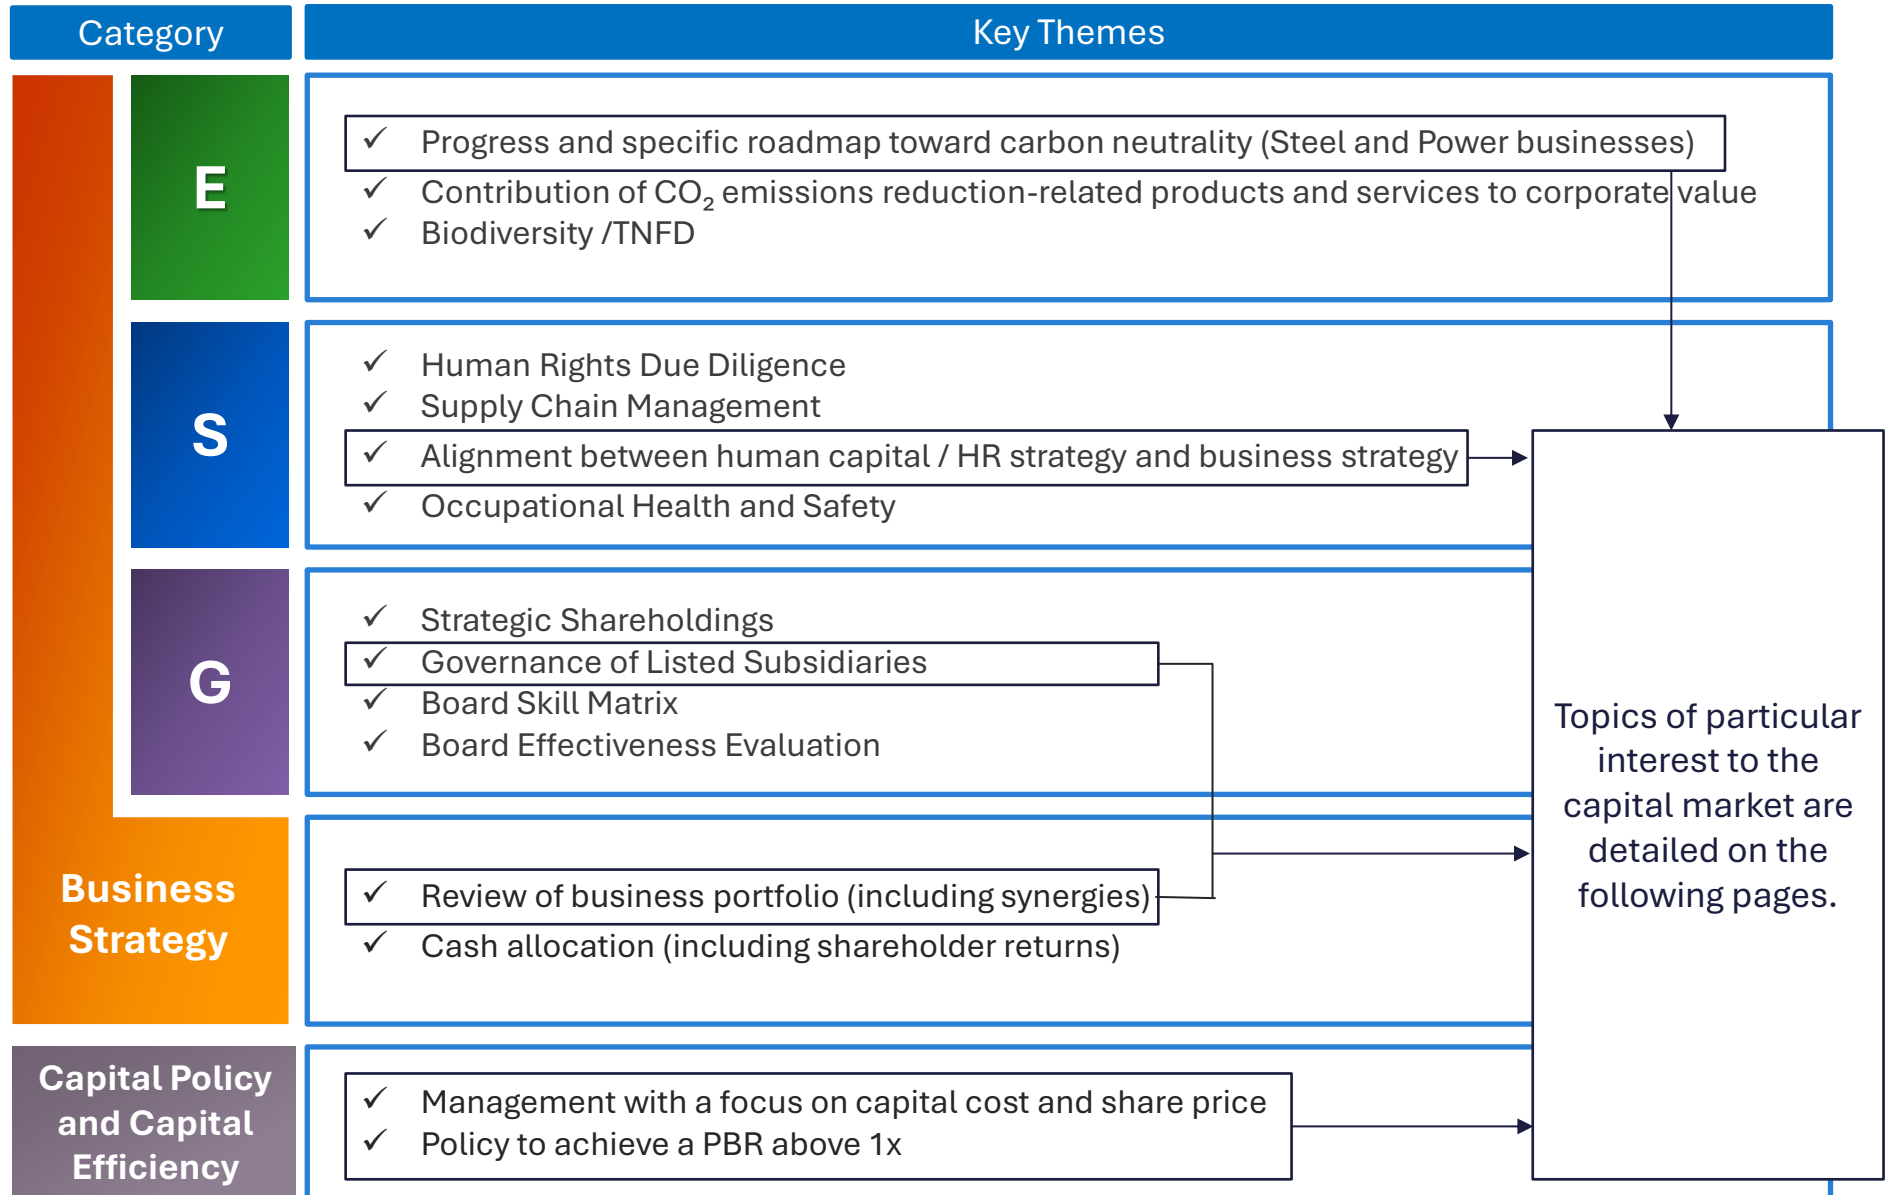 Category
Key Themes
E
✓ Progress and specific roadmap toward carbon neutrality (Steel and Power businesses)
✓ Contribution of CO₂ emissions reduction-related products and services to corporate value
✓ Biodiversity /TNFD
S
✓ Human Rights Due Diligence
✓ Supply Chain Management
✓ Alignment between human capital / HR strategy and business strategy
✓ Occupational Health and Safety
G
✓ Strategic Shareholdings
✓ Governance of Listed Subsidiaries
✓ Board Skill Matrix
✓ Board Effectiveness Evaluation
Business
Strategy
✓ Review of business portfolio (including synergies)
✓ Cash allocation (including shareholder returns)
Capital Policy
and Capital
Efficiency
✓ Management with a focus on capital cost and share price
✓ Policy to achieve a PBR above 1x
Topics of particular
interest to the
capital market are
detailed on the
following pages.